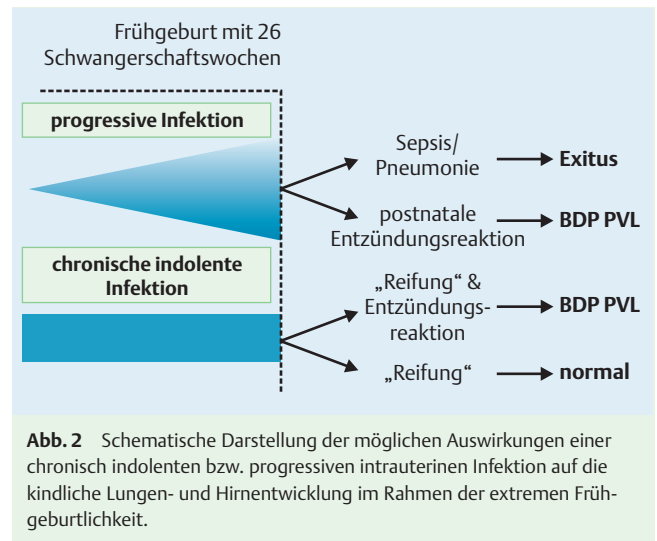 Frühgeburt mit 26
Schwangerschaftswochen
progressive Infektion
Sepsis/
Pneumonie
Exitus
postnatale
Entzündungsreaktion
BDP PVL
chronische indolente
Infektion
„Reifung“ &
Entzündungs-
reaktion
BDP PVL
„Reifung“
normal
Abb. 2 Schematische Darstellung der möglichen Auswirkungen einer
chronisch indolenten bzw. progressiven intrauterinen Infektion auf die
kindliche Lungen- und Hirnentwicklung im Rahmen der extremen Früh-
geburtlichkeit.